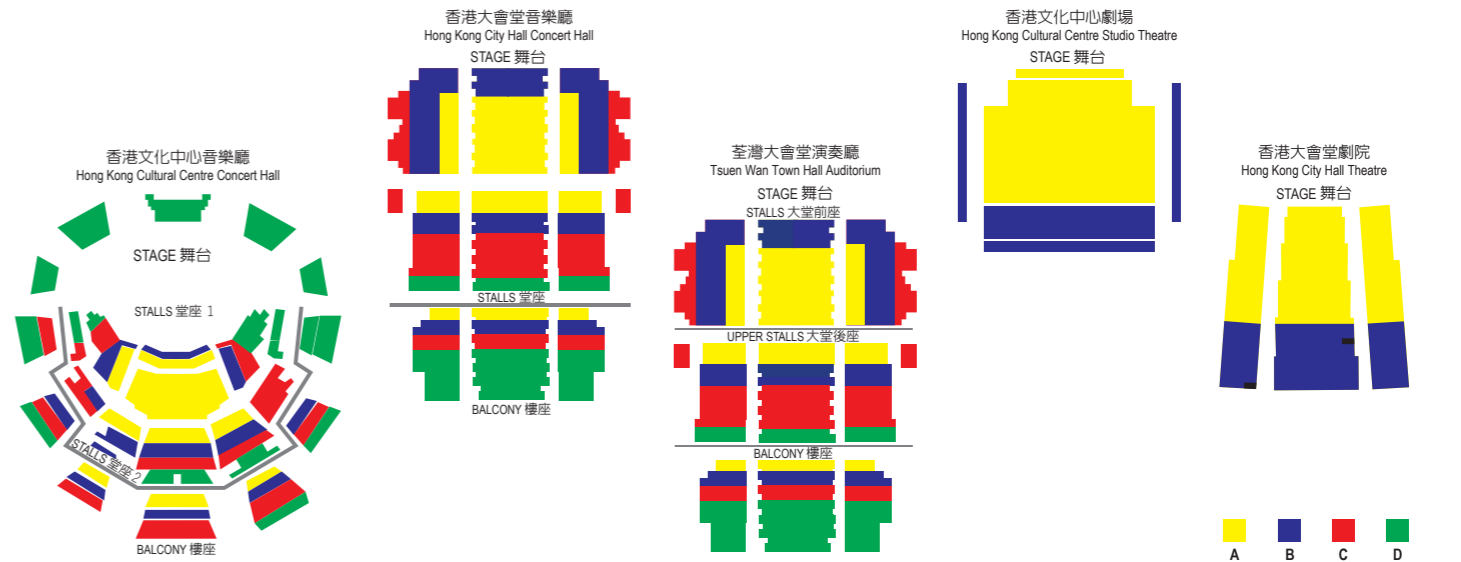 香港文化中心音樂廳
Hong Kong Cultural Centre Concert Hall
STAGE 舞台
STALLS 堂座 1
STALLS 堂座 2
BALCONY 樓座
香港大會堂音樂廳
Hong Kong City Hall Concert Hall
STAGE 舞台
STALLS 堂座
BALCONY 樓座
荃灣大會堂演奏廳
Tsuen Wan Town Hall Auditorium
STAGE 舞台
STALLS 大堂前座
UPPER STALLS 大堂後座
BALCONY 樓座
香港文化中心劇場
Hong Kong Cultural Centre Studio Theatre
STAGE 舞台
香港大會堂劇院
Hong Kong City Hall Theatre
STAGE 舞台
A B C D